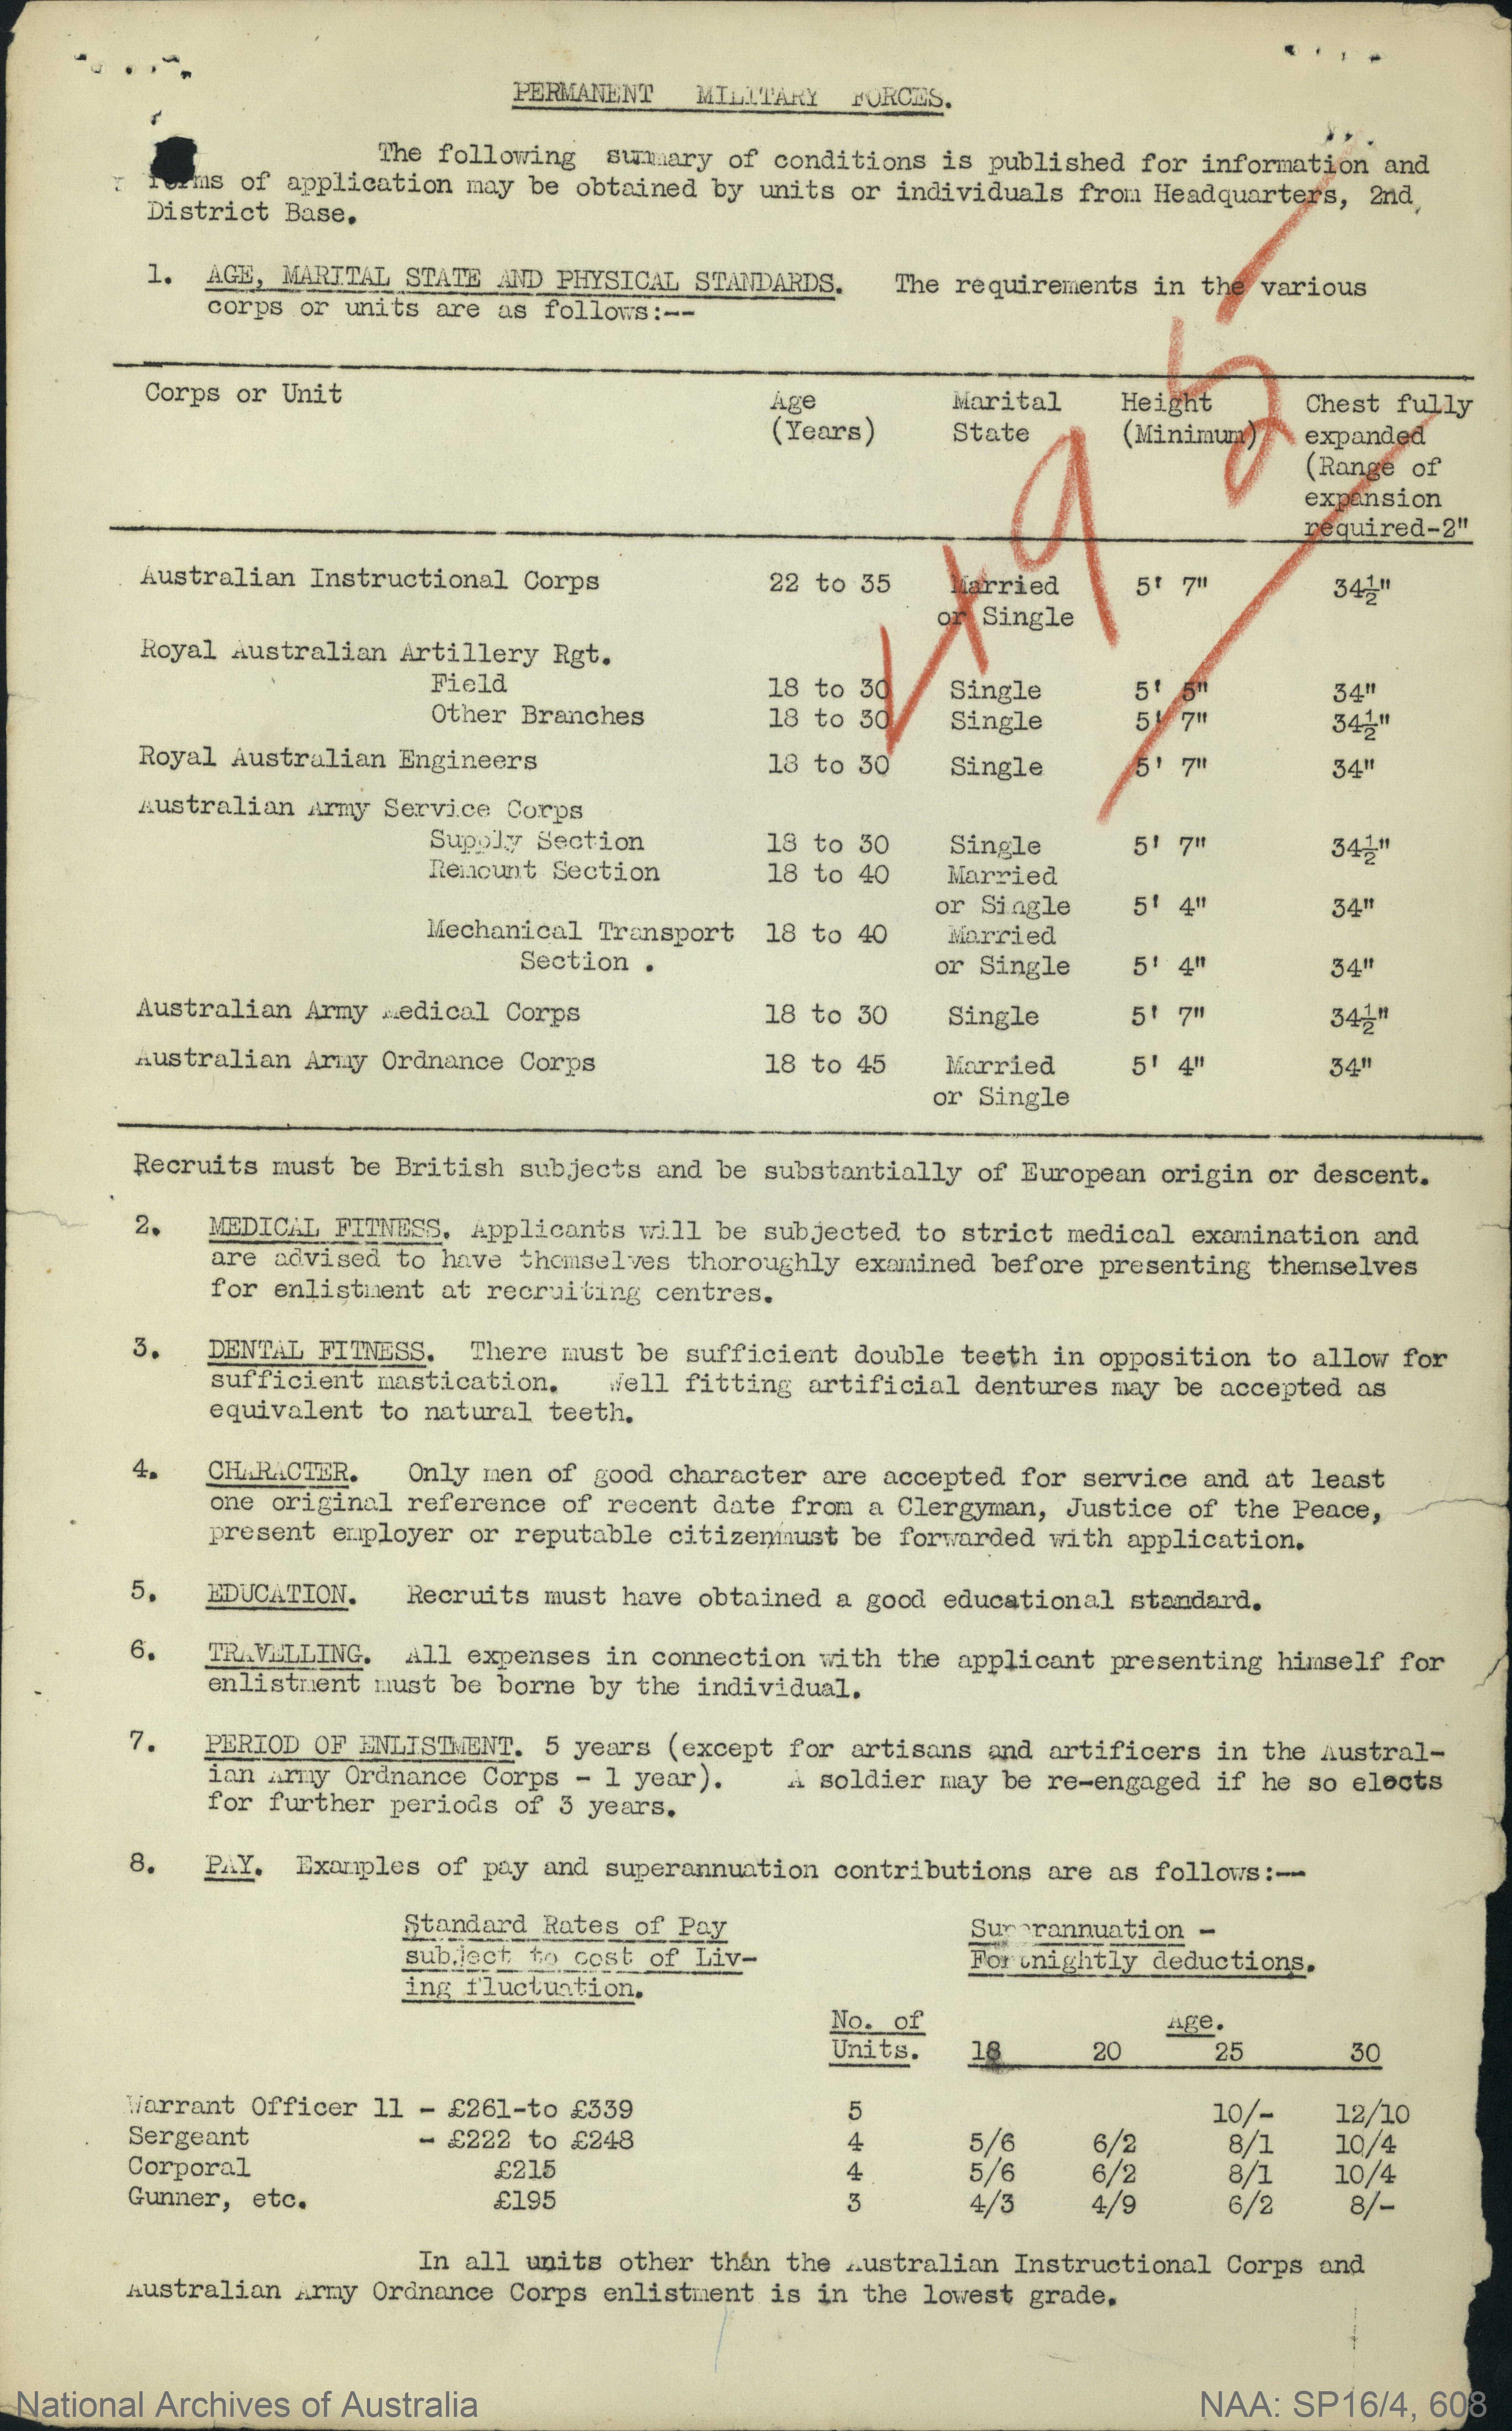 PERMANENT MILITARY FORCES.
The following summary of conditions is published for information and
forms of application may be obtained by units or individuals from Headquarters, 2nd
District Base.
1. AGE, MARITAL STATE AND PHYSICAL STANDARDS. The requirements in the various
corps or units are as follows:--
Corps or Unit Age Marital Height Chest fully
(Years) State (Minimum) expanded
(Range of
expansion
required-2"
Australian Instructional Corps 22 to 35 Married 5' 7" 34½"
or Single
Royal Australian Artillery Rgt.
Field 18 to 30 Single 5' 5" 34"
Other Branches 18 to 30 Single 5' 7" 34½"
Royal Australian Engineers 18 to 30 Single 5' 7" 34"
Australian Army Service Corps
Supply Section 18 to 30 Single 5' 7" 34½"
Remount Section 18 to 40 Married
or Single 5' 4" 34"
Mechanical Transport 18 to 40 Married
Section . or Single 5' 4" 34"
Australian Army Medical Corps 18 to 30 Single 5' 7" 34½"
Australian Army Ordnance Corps 18 to 45 Married 5' 4" 34"
or Single
Recruits must be British subjects and be substantially of European origin or descent.
2. MEDICAL FITNESS. Applicants will be subjected to strict medical examination and
are advised to have themselves thoroughly examined before presenting themselves
for enlistment at recruiting centres.
3. DENTAL FITNESS. There must be sufficient double teeth in opposition to allow for
sufficient mastication. Well fitting artificial dentures may be accepted as
equivalent to natural teeth.
4. CHARACTER. Only men of good character are accepted for service and at least
one original reference of recent date from a Clergyman, Justice of the Peace,
present employer or reputable citizen must be forwarded with application.
5. EDUCATION. Recruits must have obtained a good educational standard.
6. TRAVELLING. All expenses in connection with the applicant presenting himself for
enlistment must be borne by the individual.
7. PERIOD OF ENLISTMENT. 5 years (except for artisans and artificers in the Austral-
ian Army Ordnance Corps - 1 year). A soldier may be re-engaged if he so elects
for further periods of 3 years.
8. PAY. Examples of pay and superannuation contributions are as follows:--
Standard Rates of Pay Superannuation -
subject to cost of Liv- Fortnightly deductions.
ing fluctuation.
No. of Age.
Units. 18 20 25 30
Warrant Officer 11 - £261-to £339 5 10/- 12/10
Sergeant - £222 to £248 4 5/6 6/2 8/1 10/4
Corporal £215 4 5/6 6/2 8/1 10/4
Gunner, etc. £195 3 4/3 4/9 6/2 8/-
In all units other than the Australian Instructional Corps and
Australian Army Ordnance Corps enlistment is in the lowest grade.
National Archives of Australia NAA: SP16/4, 608